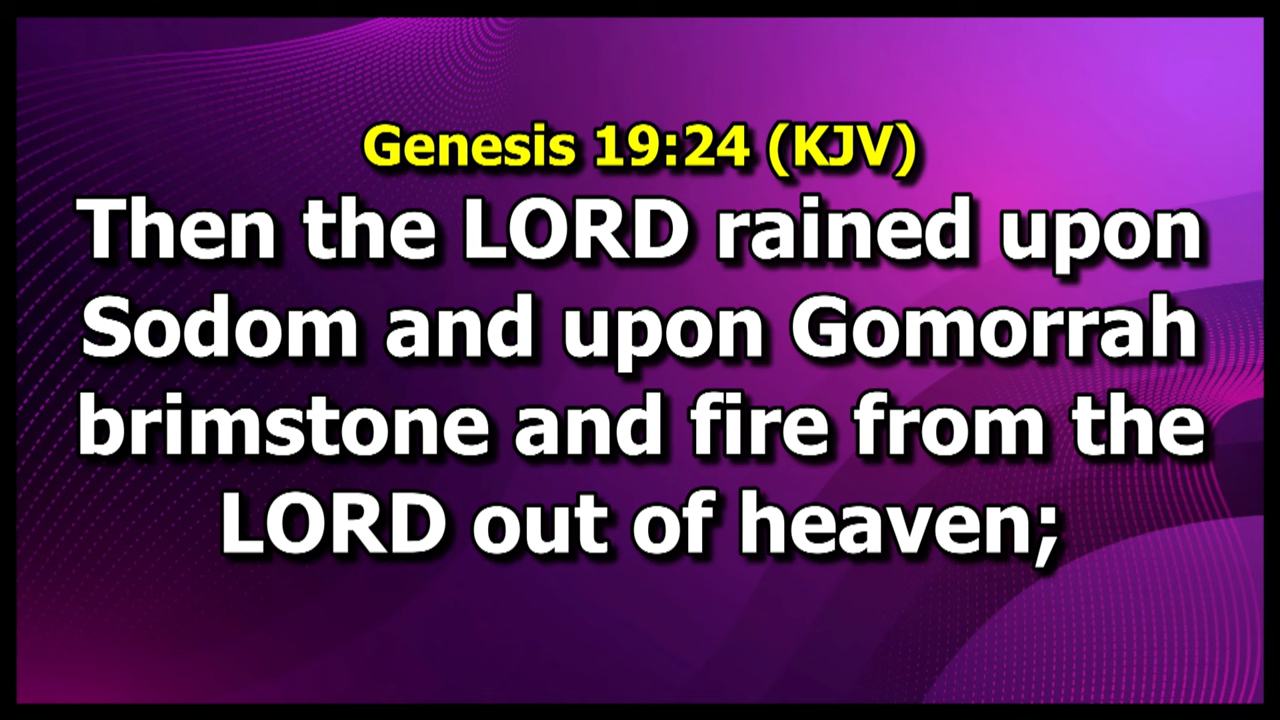 Genesis 19:24 (KJV)
Then the LORD rained upon
Sodom and upon Gomorrah
brimstone and fire from the
LORD out of heaven;